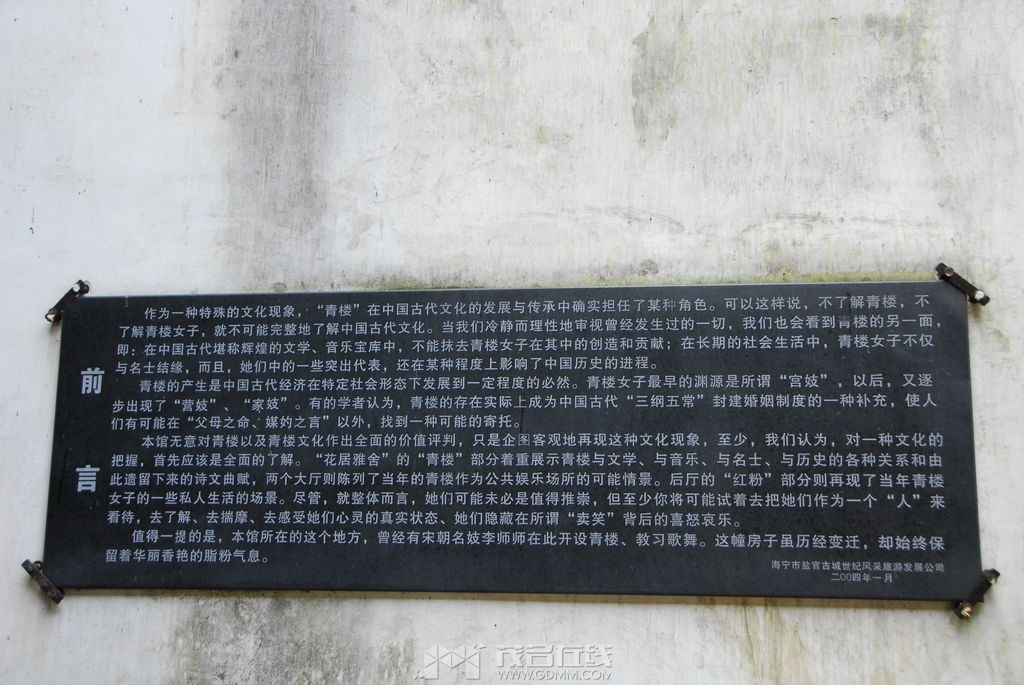 前言
作为一种特殊的文化现象，“青楼”在中国古代文化的发展与传承中确实担任了某种角色。可以这样说，不了解青楼，不
了解青楼女子，就不可能完整地了解中国古代文化。当我们冷静而理性地审视曾经发生过的一切，我们也会看到青楼的另一面，
即：在中国古代堪称辉煌的文学、音乐宝库中，不能抹去青楼女子在其中的创造和贡献；在长期的社会生活中，青楼女子不仅
与名士结缘，而且，她们中的一些突出代表，还在某种程度上影响了中国历史的进程。
青楼的产生是中国古代经济在特定社会形态下发展到一定程度的必然。青楼女子最早的渊源是所谓“宫妓”，以后，又逐
步出现了“营妓”、“家妓”。有的学者认为，青楼的存在实际上成为中国古代“三纲五常”封建婚姻制度的一种补充，使人
们有可能在“父母之命、媒妁之言”以外，找到一种可能的寄托。
本馆无意对青楼以及青楼文化作出全面的价值评判，只是企图客观地再现这种文化现象，至少，我们认为，对一种文化的
把握，首先应该是全面的了解。“花居雅舍”的“青楼”部分着重展示青楼与文学、与音乐、与名士、与历史的各种关系和由
此遗留下来的诗文曲赋，两个大厅则陈列了当年的青楼作为公共娱乐场所的可能情景。后厅的“红粉”部分则再现了当年青楼
女子的一些私人生活的场景。尽管，就整体而言，她们可能未必是值得推崇，但至少你将可能试着去把她们作为一个“人”来
看待，去了解、去揣摩、去感受她们心灵的真实状态、她们隐藏在所谓“卖笑”背后的喜怒哀乐。
值得一提的是，本馆所在的这个地方，曾经有宋朝名妓李师师在此开设青楼、教习歌舞。这幢房子虽历经变迁，却始终保
留着华丽香艳的脂粉气息。
海宁市盐官古城世纪风采旅游发展公司
二00四年一月
茂名在线
WWW.GDMM.COM